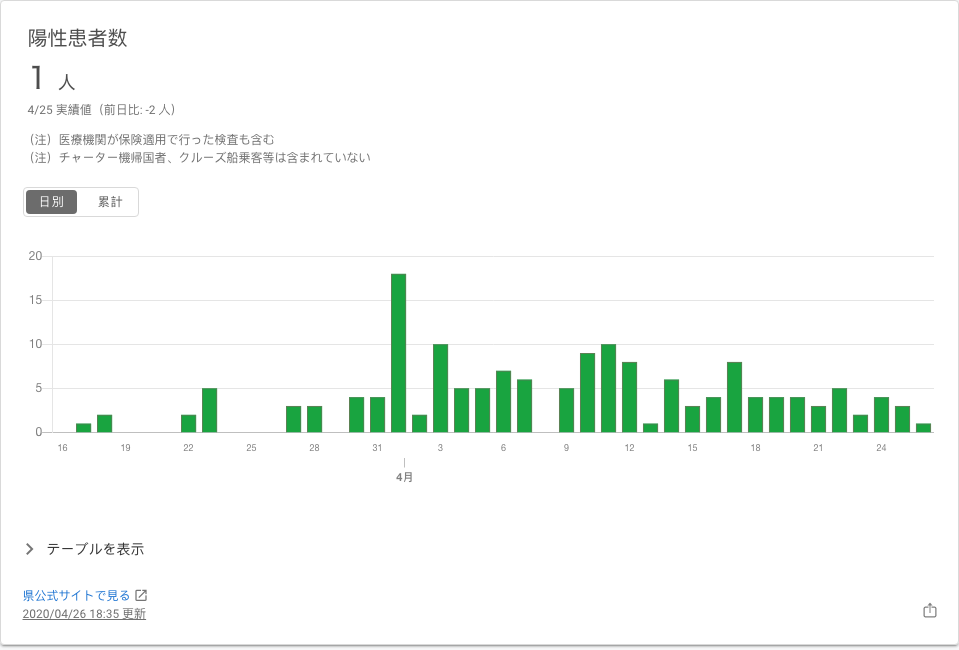 陽性患者数
1 人
4/25 実績値（前日比: -2 人）
（注）医療機関が保険適用で行った検査も含む
（注）チャーター機帰国者、クルーズ船乗客等は含まれていない
日別 累計
20
15
10
5
0
16 19 22 25 28 31 3 6 9 12 15 18 21 24
4月
テーブルを表示
県公式サイトで見る
2020/04/26 18:35 更新